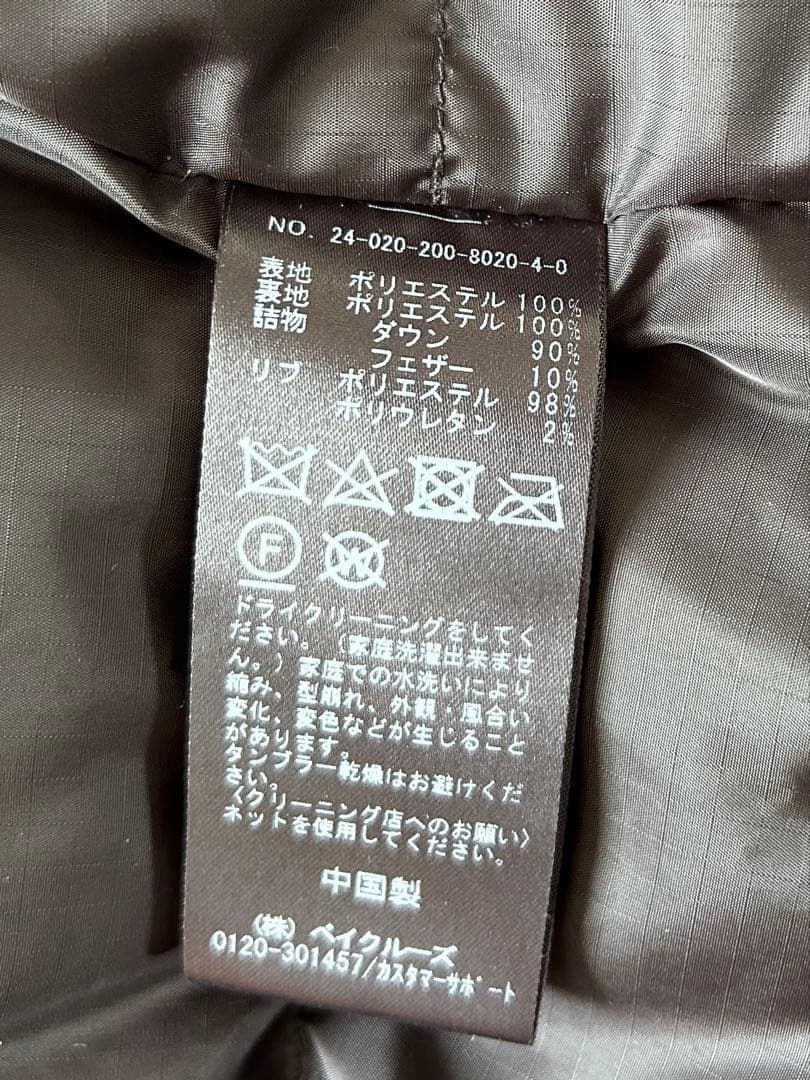 NO. 24-020-200-8020-4-0
表地 ポリエステル 100%
裏地 ポリエステル 100%
詰物 ダウン 90%
フェザー 10%
リブ ポリエステル 98%
ポリウレタン 2%
F W
ドライクリーニングをしてく
ださい。(家庭洗濯出来ませ
ん。)家庭での水洗いにより
縮み、型崩れ、外観・風合い
変化、変色などが生じること
があります。
タンブラー乾燥はお避けくだ
さい。
〈クリーニング店へのお願い〉
ネットを使用してください。
中国製
(株)ベイクルーズ
0120-301457/カスタマーサポート